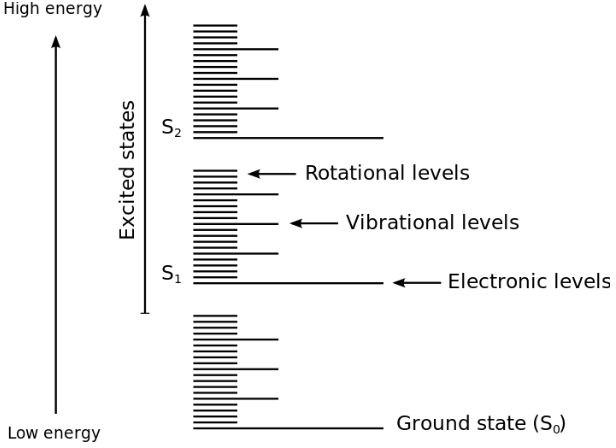 High energy
Excited states
S₂
Rotational levels
Vibrational levels
S₁
Electronic levels
Ground state (S₀)
Low energy